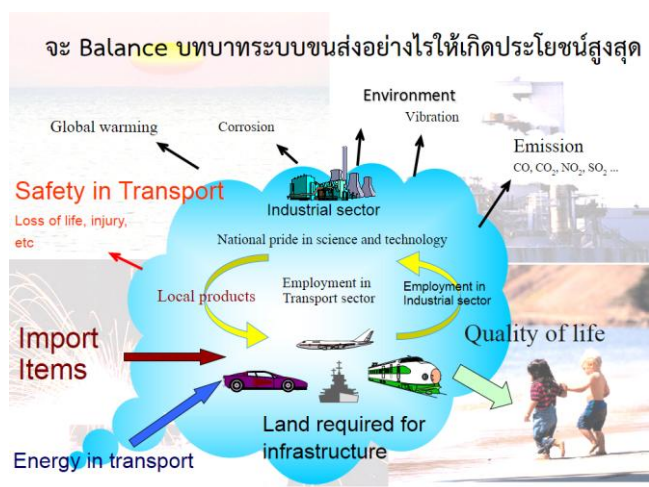 จะ Balance บทบาทระบบขนส่งอย่างไรให้เกิดประโยชน์สูงสุด
Environment
Global warming
Corrosion
Vibration
Emission
CO, CO₂, NO₂, SO₂ ...
Safety in Transport
Loss of life, injury,
etc
Industrial sector
National pride in science and technology
Local products
Employment in
Transport sector
Employment in
Industrial sector
Import
Items
Quality of life
Land required for
infrastructure
Energy in transport